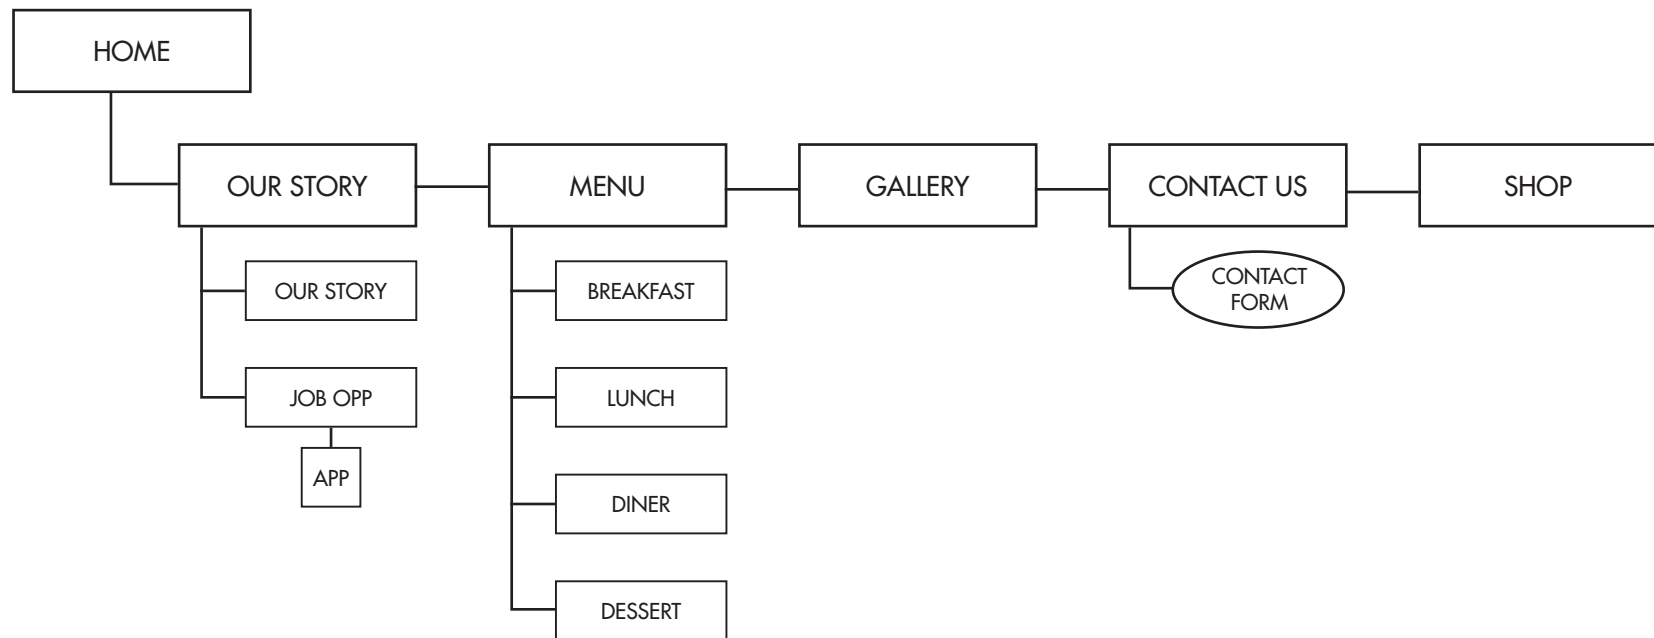 HOME
OUR STORY
MENU
GALLERY
CONTACT US
SHOP
OUR STORY
BREAKFAST
CONTACT
FORM
JOB OPP
LUNCH
APP
DINER
DESSERT